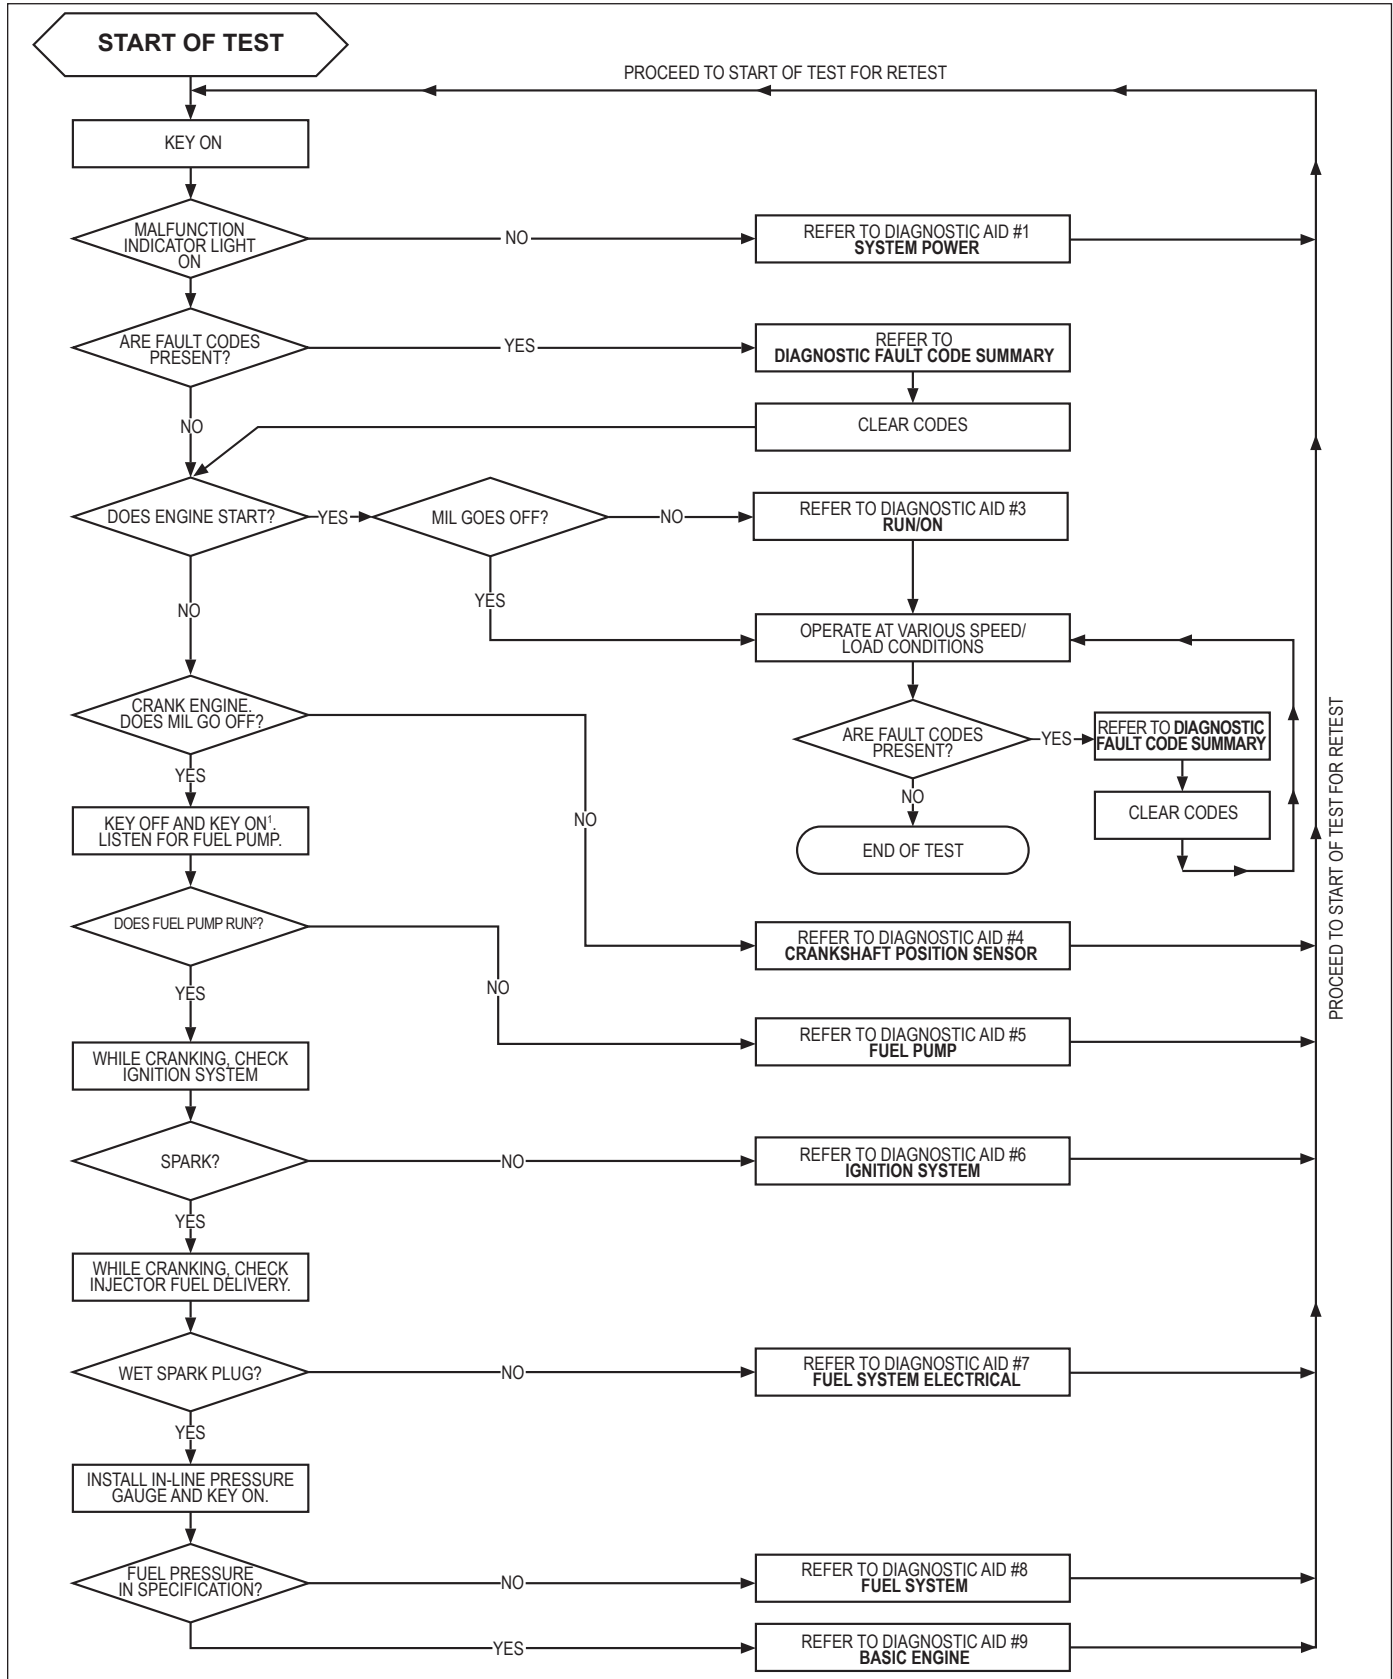 START OF TEST
PROCEED TO START OF TEST FOR RETEST
KEY ON
MALFUNCTION
INDICATOR LIGHT
ON
NO
REFER TO DIAGNOSTIC AID #1
SYSTEM POWER
ARE FAULT CODES
PRESENT?
YES
REFER TO
DIAGNOSTIC FAULT CODE SUMMARY
CLEAR CODES
NO
DOES ENGINE START?
YES
MIL GOES OFF?
NO
REFER TO DIAGNOSTIC AID #3
RUN/ON
YES
NO
OPERATE AT VARIOUS SPEED/
LOAD CONDITIONS
CRANK ENGINE.
DOES MIL GO OFF?
ARE FAULT CODES
PRESENT?
YES
REFER TO DIAGNOSTIC
FAULT CODE SUMMARY
CLEAR CODES
NO
END OF TEST
PROCEED TO START OF TEST FOR RETEST
YES
KEY OFF AND KEY ON¹.
LISTEN FOR FUEL PUMP.
NO
DOES FUEL PUMP RUN²?
REFER TO DIAGNOSTIC AID #4
CRANKSHAFT POSITION SENSOR
YES
NO
REFER TO DIAGNOSTIC AID #5
FUEL PUMP
WHILE CRANKING, CHECK
IGNITION SYSTEM
SPARK?
NO
REFER TO DIAGNOSTIC AID #6
IGNITION SYSTEM
YES
WHILE CRANKING, CHECK
INJECTOR FUEL DELIVERY.
WET SPARK PLUG?
NO
REFER TO DIAGNOSTIC AID #7
FUEL SYSTEM ELECTRICAL
YES
INSTALL IN-LINE PRESSURE
GAUGE AND KEY ON.
FUEL PRESSURE
IN SPECIFICATION?
NO
REFER TO DIAGNOSTIC AID #8
FUEL SYSTEM
YES
REFER TO DIAGNOSTIC AID #9
BASIC ENGINE